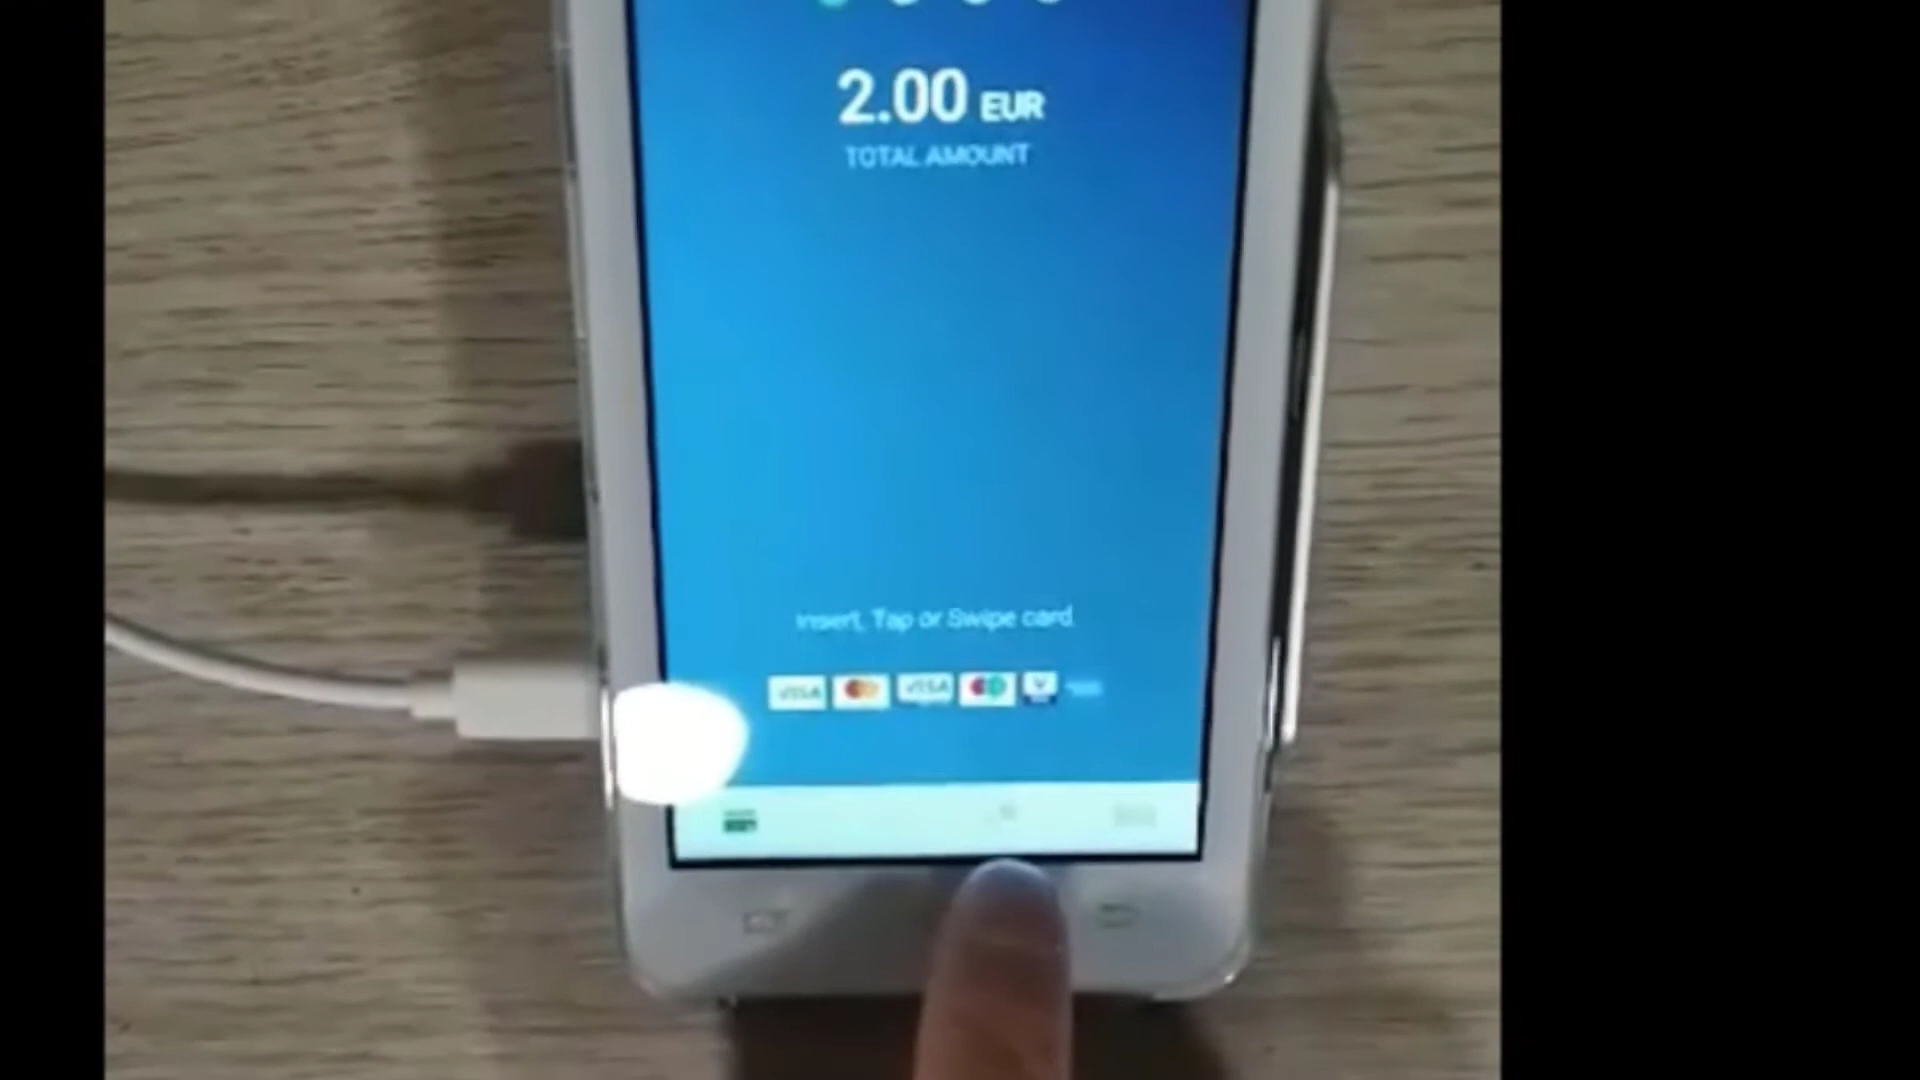 2.00 EUR
TOTAL AMOUNT
Insert, Tap or Swipe card
VISA VISA